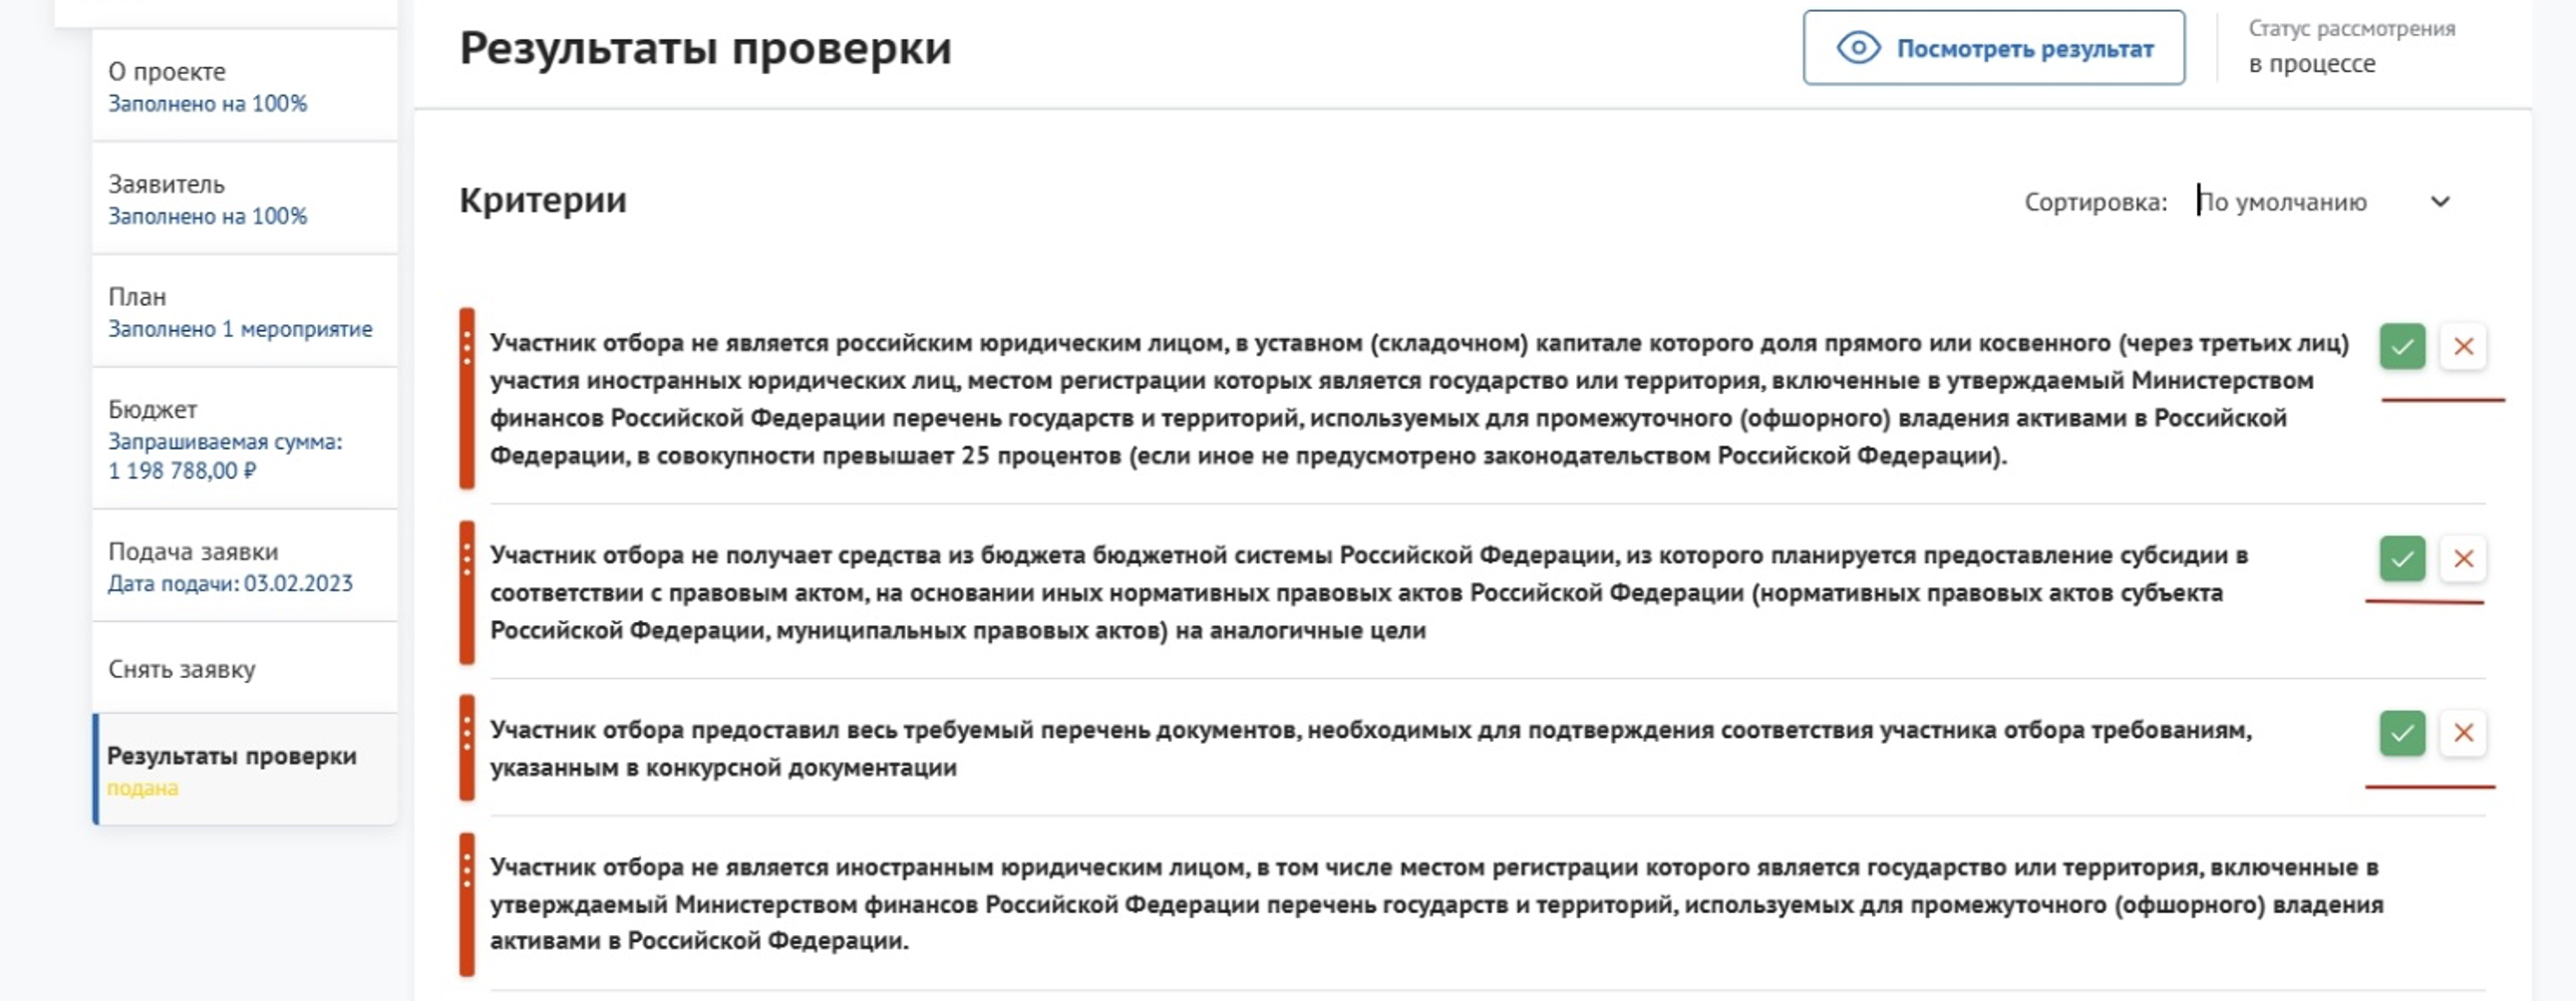 О проекте
Заполнено на 100%
Заявитель
Заполнено на 100%
План
Заполнено 1 мероприятие
Бюджет
Запрашиваемая сумма:
1 198 788,00 ₽
Подача заявки
Дата подачи: 03.02.2023
Снять заявку
Результаты проверки
подана
Результаты проверки
Посмотреть результат
Статус рассмотрения
в процессе
Критерии
Сортировка: По умолчанию
Участник отбора не является российским юридическим лицом, в уставном (складочном) капитале которого доля прямого или косвенного (через третьих лиц)
участия иностранных юридических лиц, местом регистрации которых является государство или территория, включенные в утверждаемый Министерством
финансов Российской Федерации перечень государств и территорий, используемых для промежуточного (офшорного) владения активами в Российской
Федерации, в совокупности превышает 25 процентов (если иное не предусмотрено законодательством Российской Федерации).
Участник отбора не получает средства из бюджета бюджетной системы Российской Федерации, из которого планируется предоставление субсидии в
соответствии с правовым актом, на основании иных нормативных правовых актов Российской Федерации (нормативных правовых актов субъекта
Российской Федерации, муниципальных правовых актов) на аналогичные цели
Участник отбора предоставил весь требуемый перечень документов, необходимых для подтверждения соответствия участника отбора требованиям,
указанным в конкурсной документации
Участник отбора не является иностранным юридическим лицом, в том числе местом регистрации которого является государство или территория, включенные в
утверждаемый Министерством финансов Российской Федерации перечень государств и территорий, используемых для промежуточного (офшорного) владения
активами в Российской Федерации.